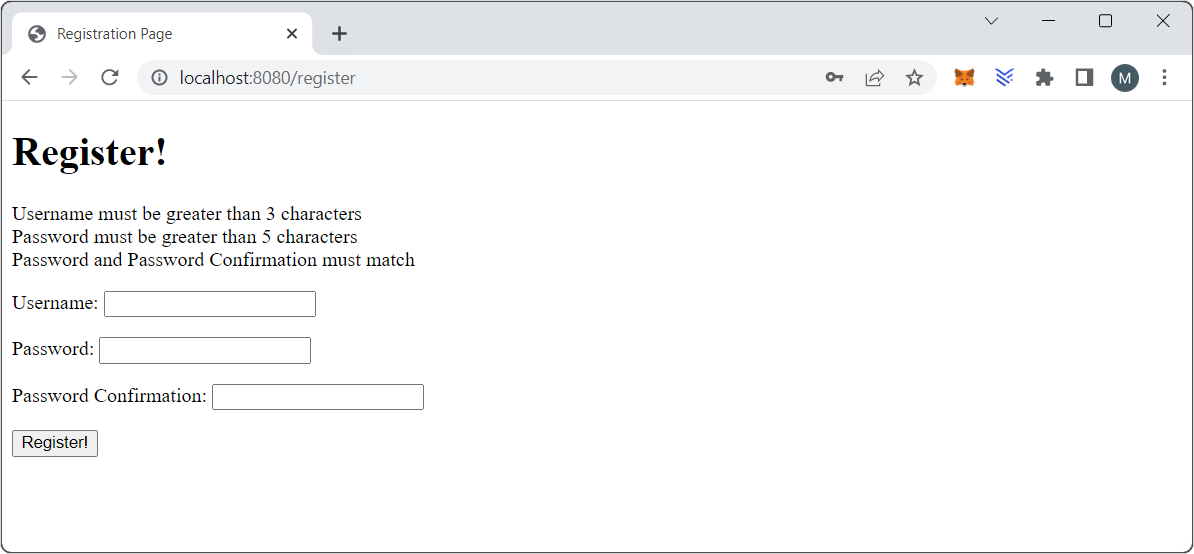 Registration Page
localhost:8080/register
M
Register!
Username must be greater than 3 characters
Password must be greater than 5 characters
Password and Password Confirmation must match
Username:
Password:
Password Confirmation:
Register!